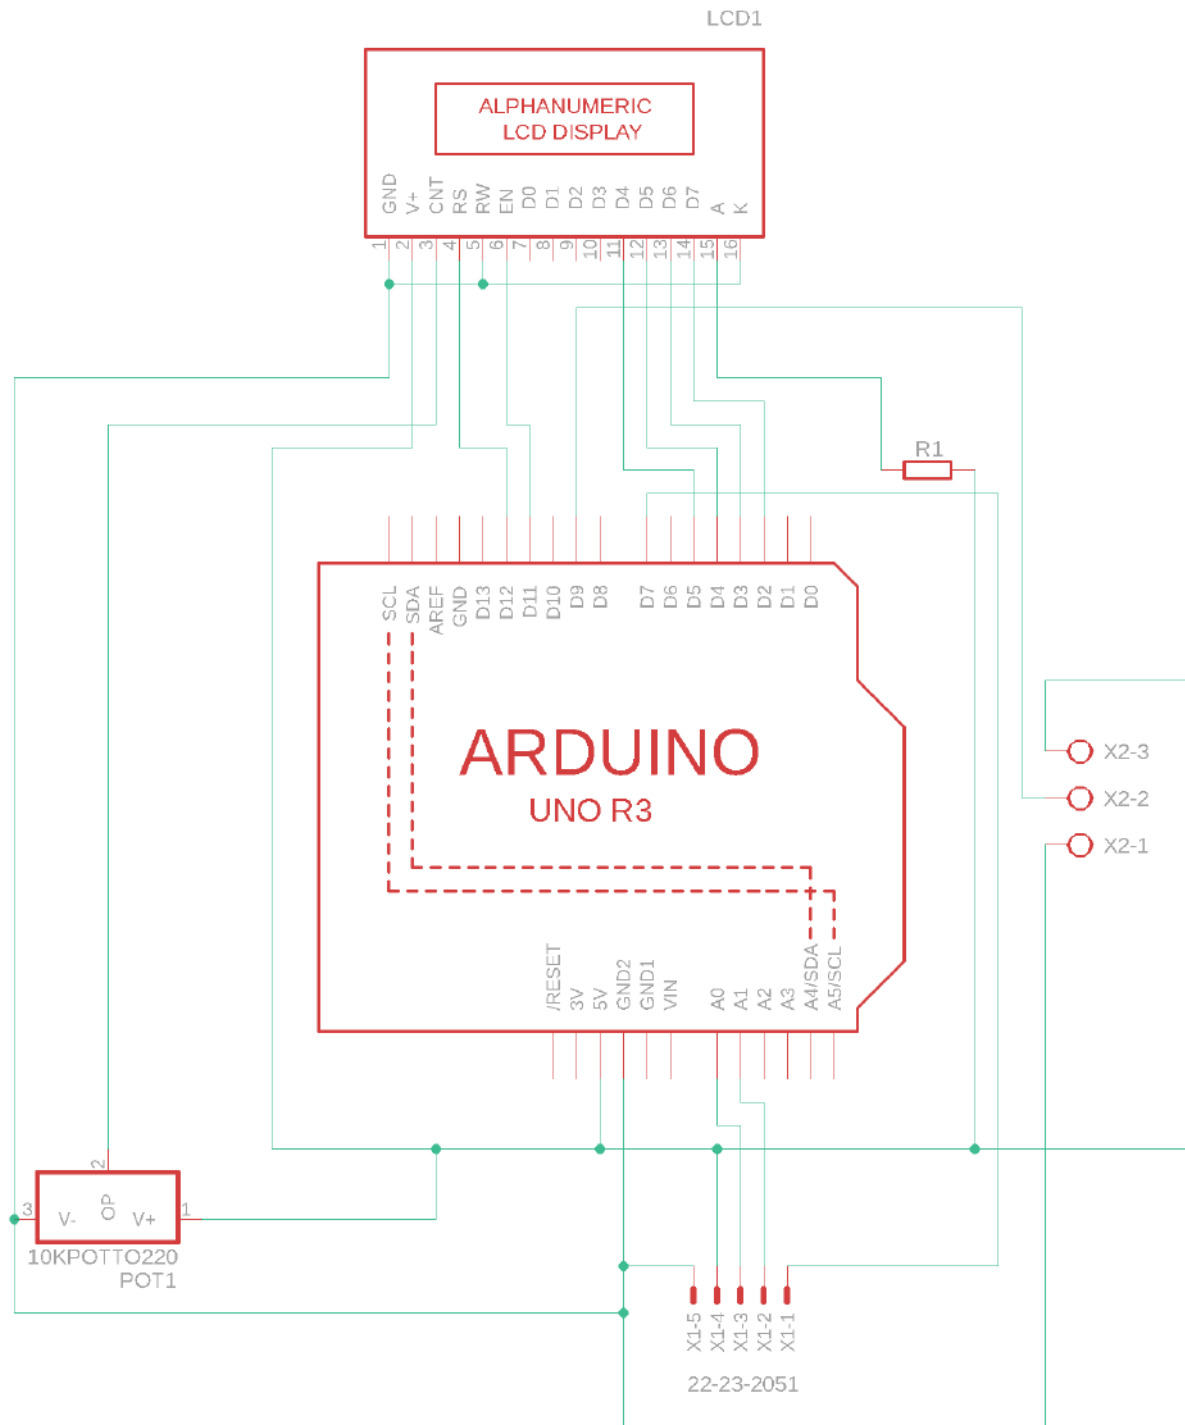 LCD1
ALPHANUMERIC
LCD DISPLAY
GND
V+
CNT
RS
RW
EN
D0
D1
D2
D3
D4
D5
D6
D7
A
K
1
2
3
4
5
6
7
8
9
10
11
12
13
14
15
16
R1
SCL
SDA
AREF
GND
D13
D12
D11
D10
D9
D8
D7
D6
D5
D4
D3
D2
D1
D0
ARDUINO
UNO R3
X2-3
X2-2
X2-1
/RESET
3V
5V
GND2
GND1
VIN
A0
A1
A2
A3
A4/SDA
A5/SCL
2
3
V-
OP
V+
1
10KPOTTO220
POT1
X1-5
X1-4
X1-3
X1-2
X1-1
22-23-2051